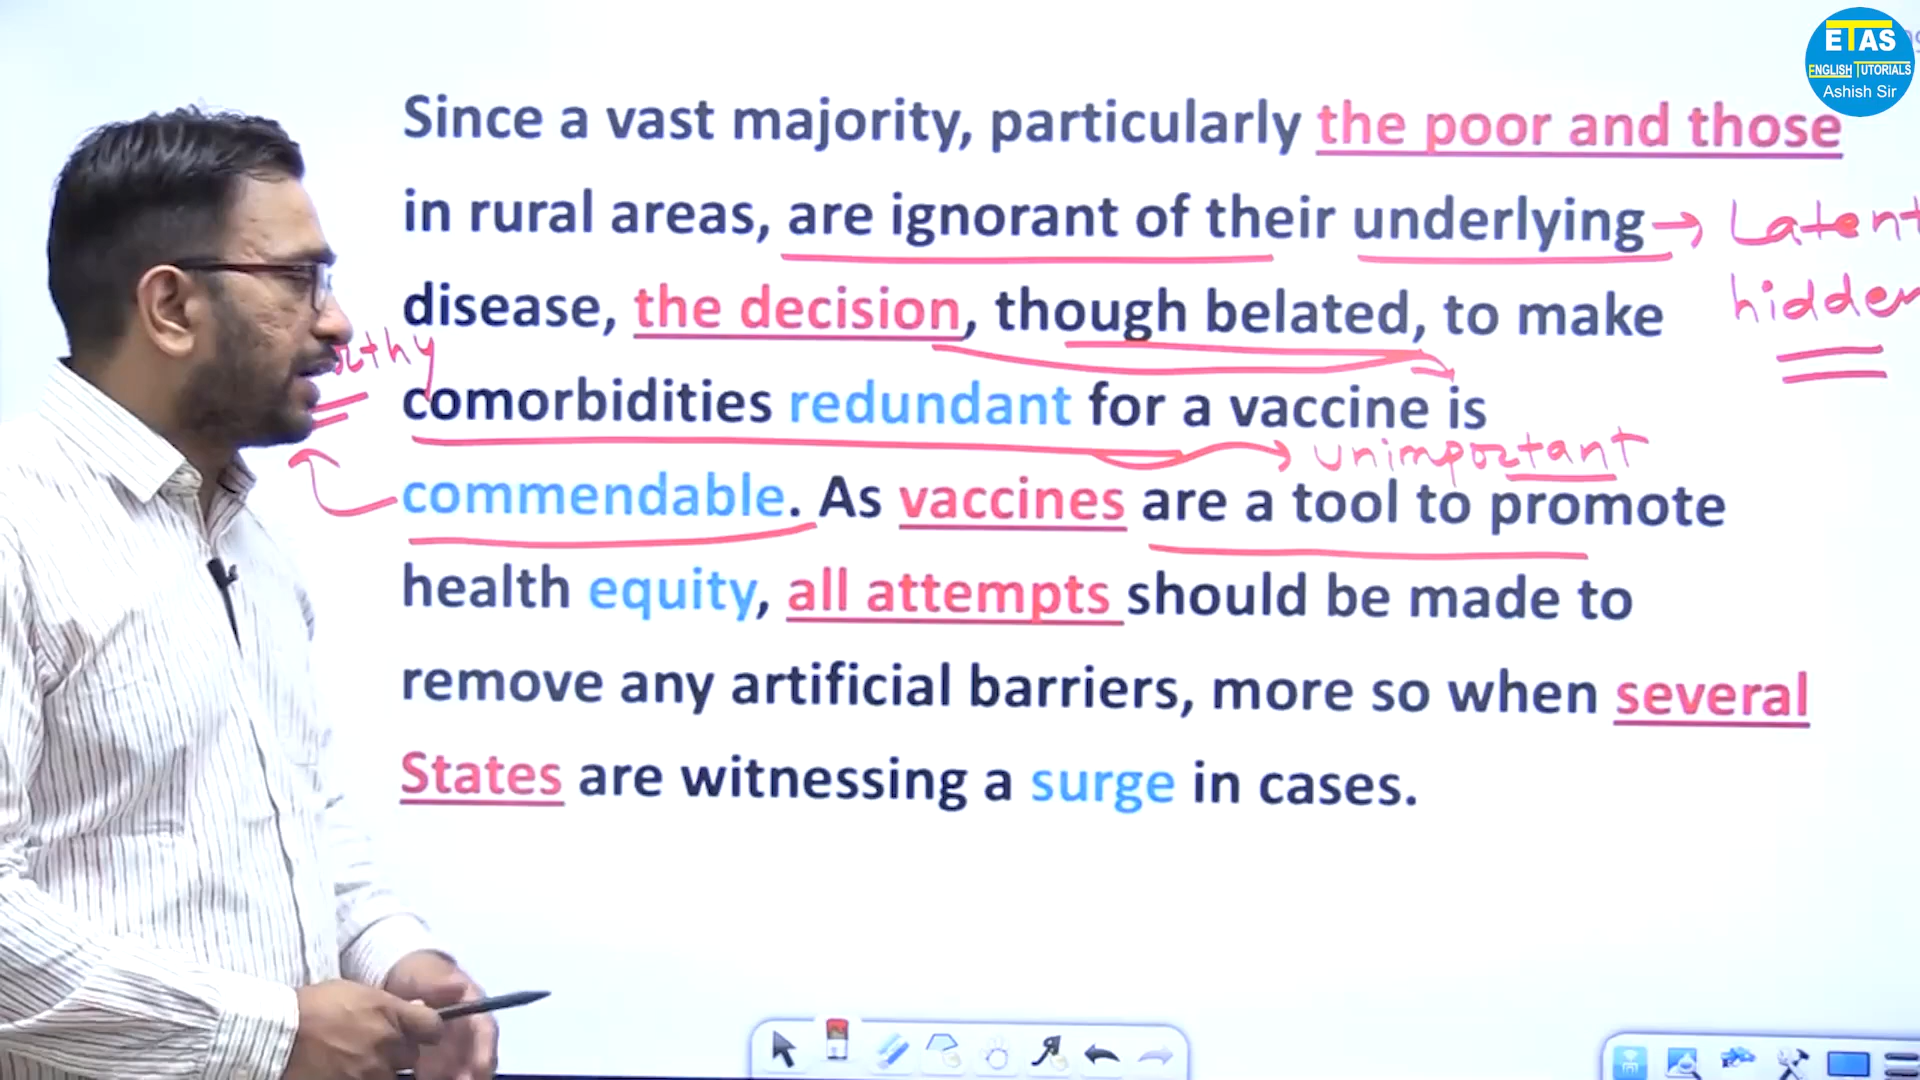 ETAS
ENGLISH TUTORIALS
Ashish Sir
Since a vast majority, particularly the poor and those
in rural areas, are ignorant of their underlying → Latent
disease, the decision, though belated, to make
hidden
comorbidities redundant for a vaccine is
unimportant
commendable. As vaccines are a tool to promote
health equity, all attempts should be made to
remove any artificial barriers, more so when several
States are witnessing a surge in cases.